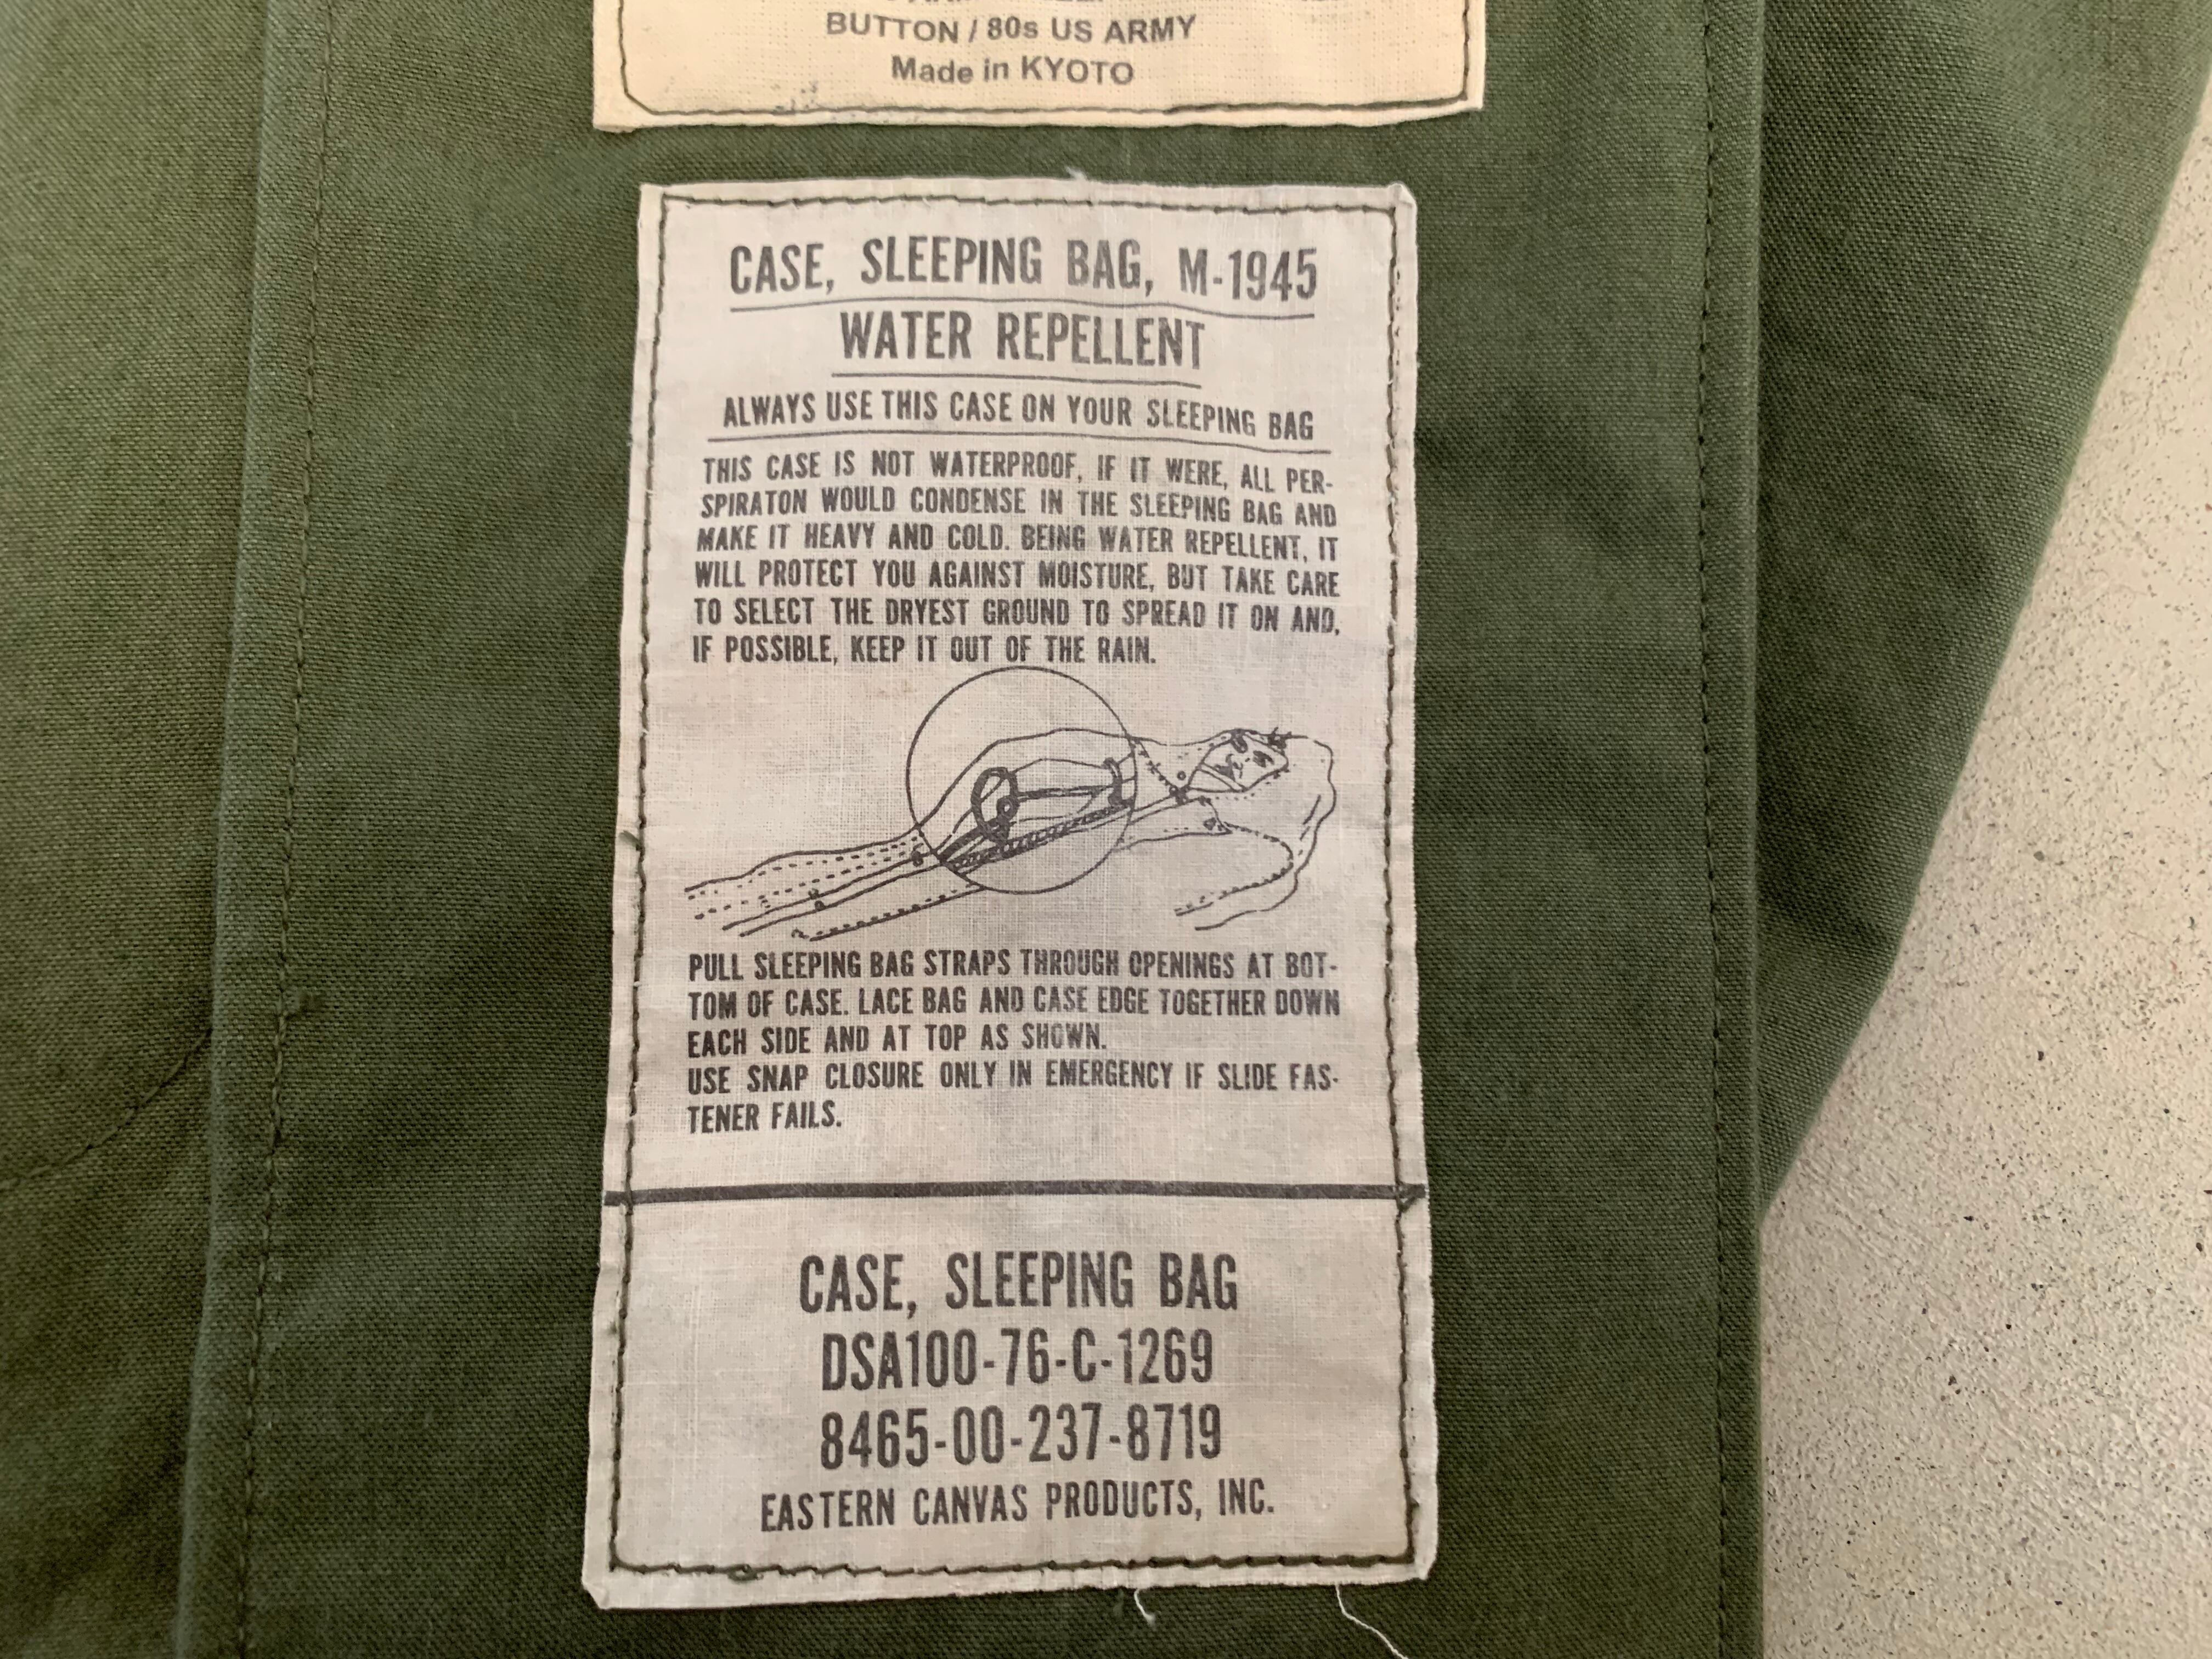 BUTTON / 80s US ARMY
Made in KYOTO
CASE, SLEEPING BAG, M-1945
WATER REPELLENT
ALWAYS USE THIS CASE ON YOUR SLEEPING BAG
THIS CASE IS NOT WATERPROOF, IF IT WERE, ALL PER-
SPIRATON WOULD CONDENSE IN THE SLEEPING BAG AND
MAKE IT HEAVY AND COLD. BEING WATER REPELLENT, IT
WILL PROTECT YOU AGAINST MOISTURE, BUT TAKE CARE
TO SELECT THE DRYEST GROUND TO SPREAD IT ON AND,
IF POSSIBLE, KEEP IT OUT OF THE RAIN.
PULL SLEEPING BAG STRAPS THROUGH OPENINGS AT BOT-
TOM OF CASE. LACE BAG AND CASE EDGE TOGETHER DOWN
EACH SIDE AND AT TOP AS SHOWN.
USE SNAP CLOSURE ONLY IN EMERGENCY IF SLIDE FAS-
TENER FAILS.
CASE, SLEEPING BAG
DSA100-76-C-1269
8465-00-237-8719
EASTERN CANVAS PRODUCTS, INC.